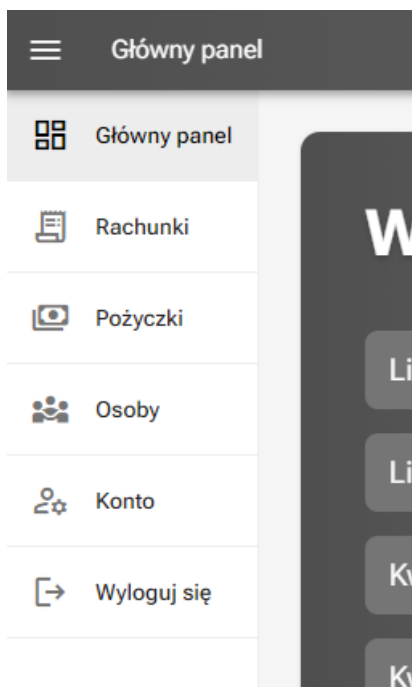 Główny panel
Główny panel
Rachunki
Pożyczki
Osoby
Konto
Wyloguj się